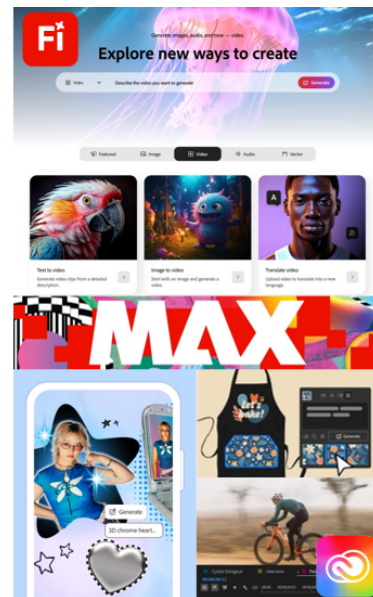 Fi
Generate images, audio, and now — video.
Explore new ways to create
Video
Describe the video you want to generate
Generate
Featured
Image
Video
Audio
Vector
A
Text to video
Generate video clips from a detailed
description.
Image to video
Start with an image and generate a
video.
Translate video
Upload video to translate into a new
language.
MAX
let's
bake!
Generate
Generate
3D chrome heart...